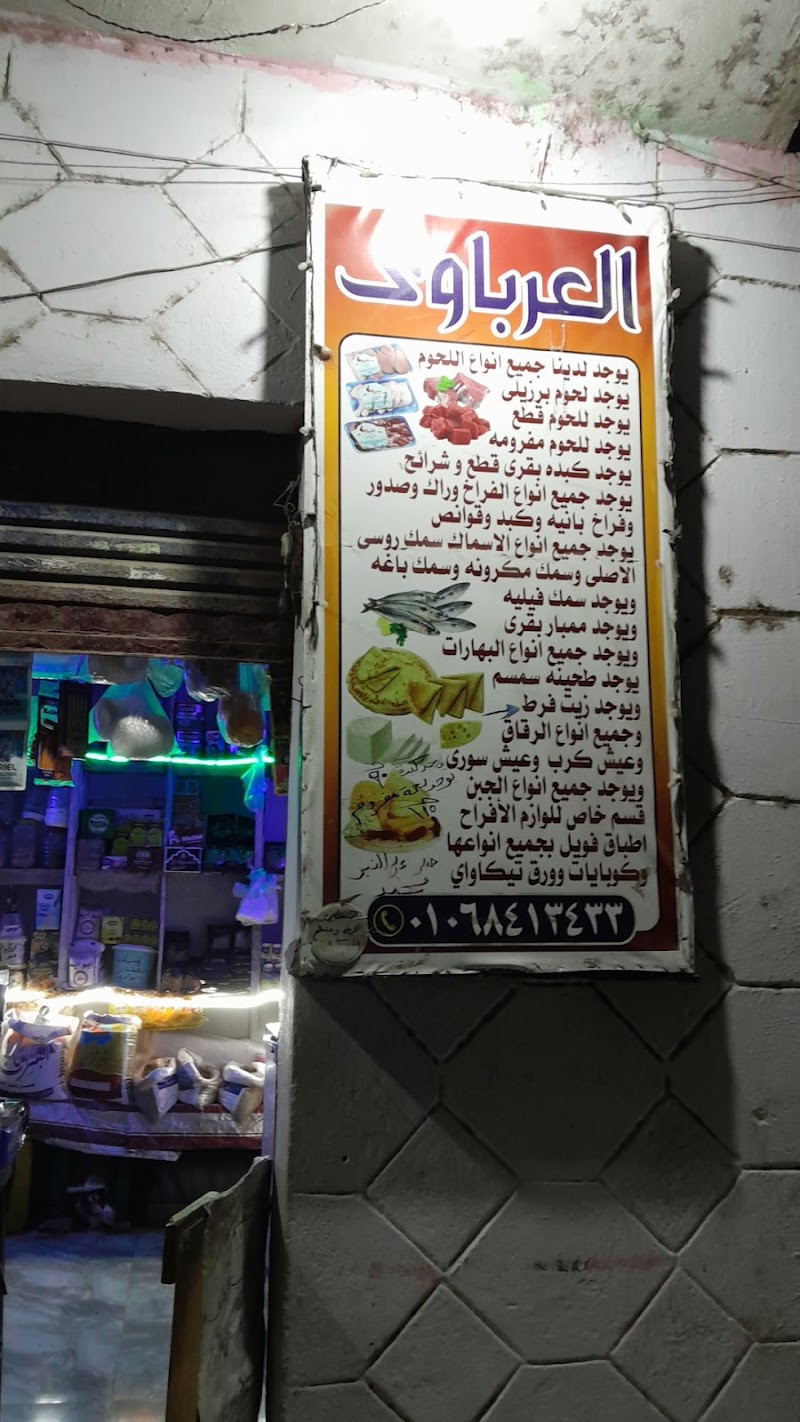 العرباوى
يوجد لدينا جميع انواع اللحوم
يوجد لحوم برزيلى
يوجد للحوم قطع
يوجد للحوم مفرومه
يوجد كبده بقرى قطع و شرائح
يوجد جميع انواع الفراخ وراك وصدور
وفراخ بانيه وكبد وقوانص
يوجد جميع انواع الاسماك سمك روسى
الاصلى وسمك مكرونه وسمك باغه
ويوجد سمك فيليه
ويوجد ممبار بقرى
ويوجد جميع انواع البهارات
يوجد طحينه سمسم
ويوجد زيت فرط
وجميع انواع الرقاق
وعيش كرب وعيش سورى
ويوجد جميع انواع الجبن
قسم خاص للوازم الأفراح
اطباق فويل بجميع انواعها
وكوبايات وورق تيكاواي
٠١٠٦٨٤١٣٤٣٣